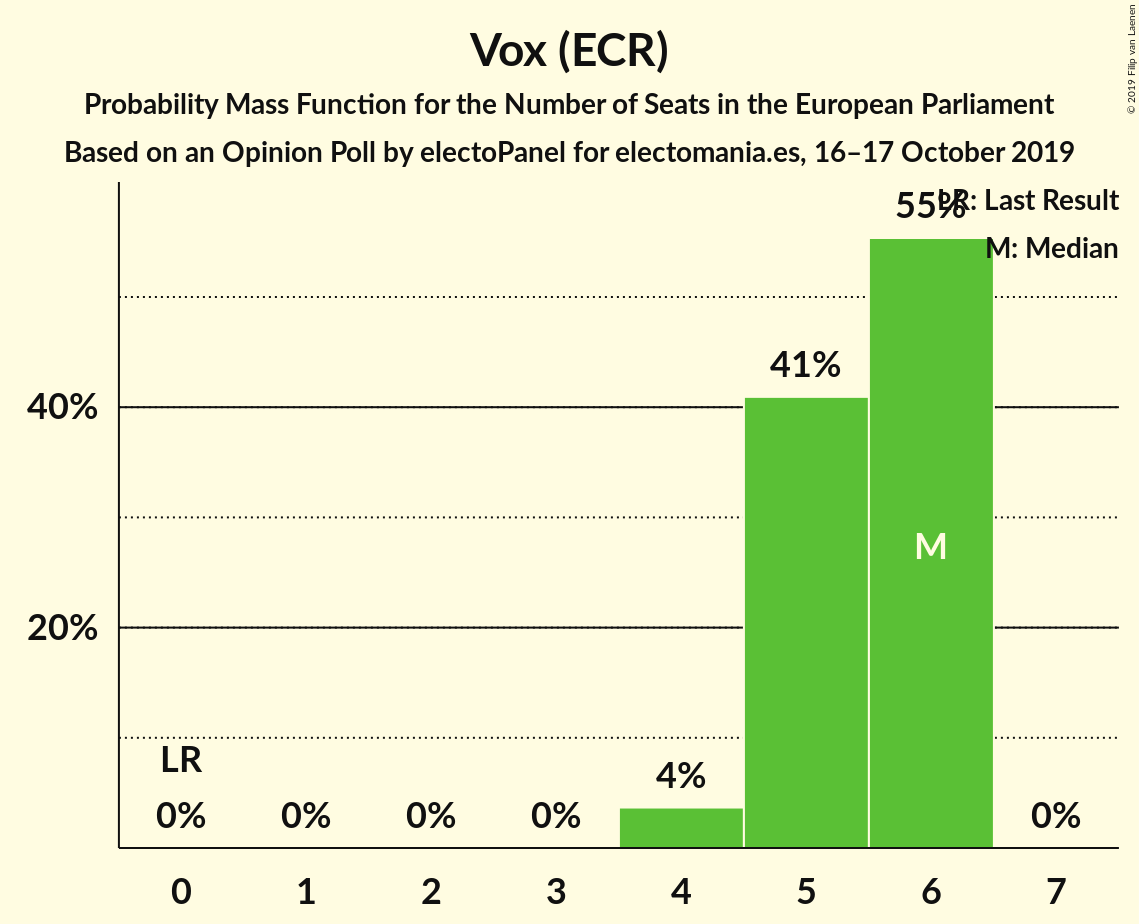 Vox (ECR)
Probability Mass Function for the Number of Seats in the European Parliament
Based on an Opinion Poll by electoPanel for electomania.es, 16–17 October 2019
© 2019 Filip van Laenen
LR: Last Result
M: Median
55%
41%
40%
M
20%
LR
4%
0% 0% 0% 0% 0%
0 1 2 3 4 5 6 7